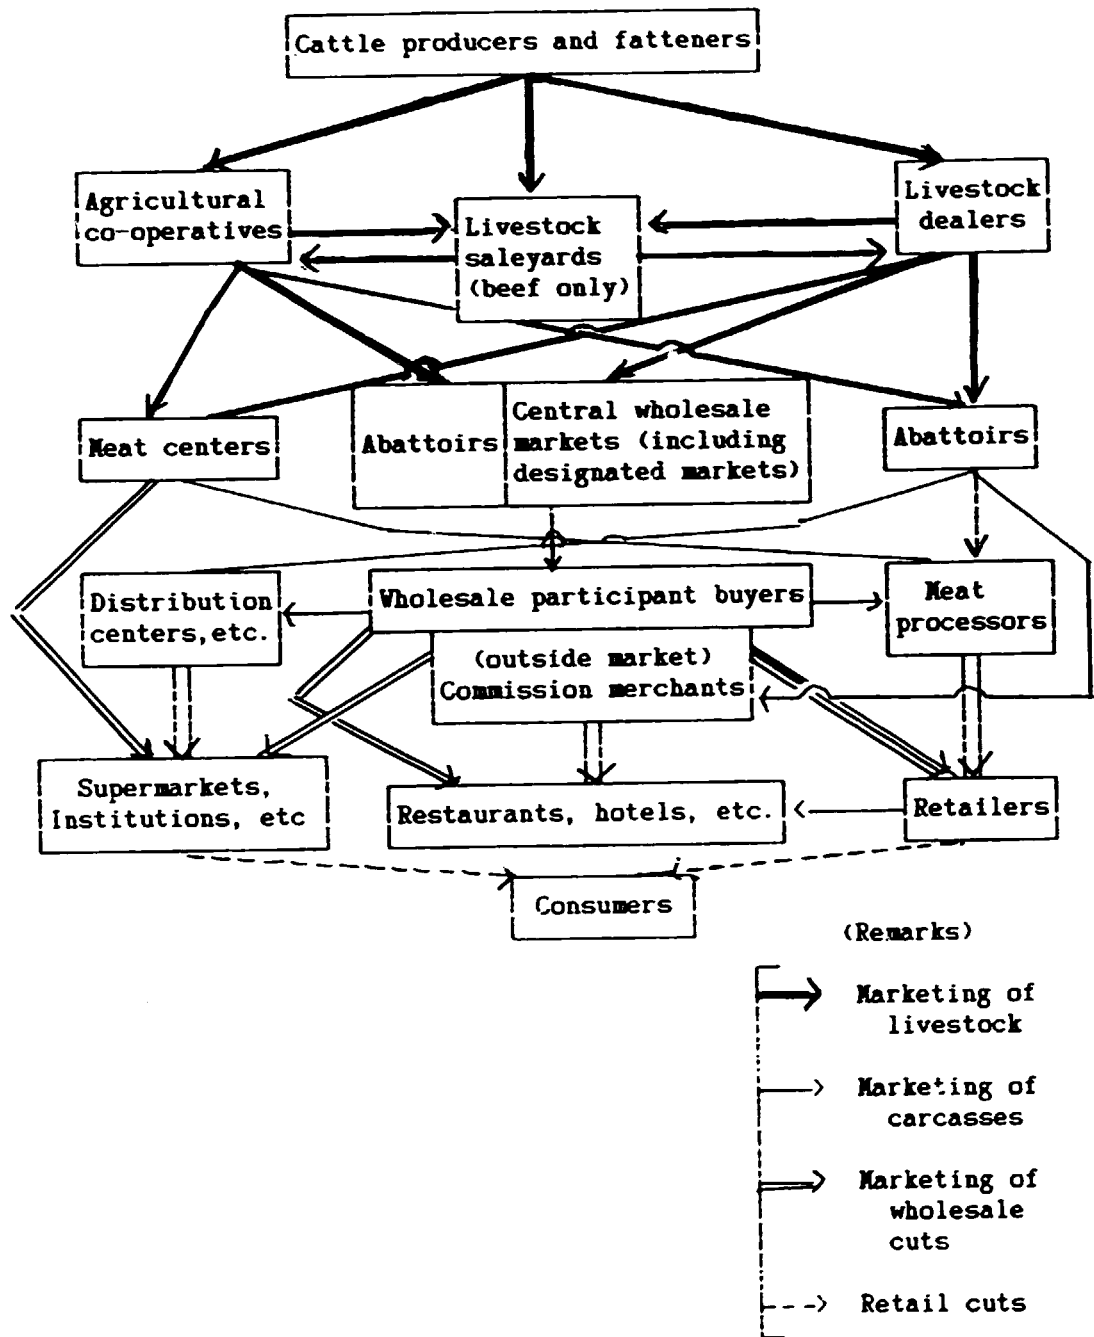 Cattle producers and fatteners
Agricultural
co-operatives
Livestock
saleyards
(beef only)
Livestock
dealers
Meat centers
Abattoirs
Central wholesale
markets (including
designated markets)
Abattoirs
Distribution
centers,etc.
Wholesale participant buyers
(outside market)
Commission merchants
Meat
processors
Supermarkets,
Institutions, etc
Restaurants, hotels, etc.
Retailers
Consumers
(Remarks)
Marketing of
livestock
Marketing of
carcasses
Marketing of
wholesale
cuts
Retail cuts